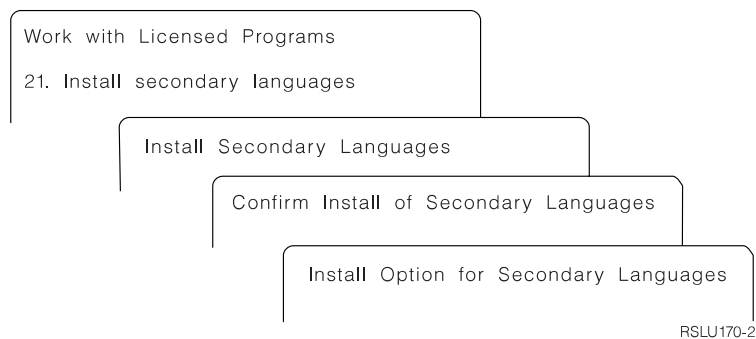 Work with Licensed Programs
21. Install secondary languages
Install Secondary Languages
Confirm Install of Secondary Languages
Install Option for Secondary Languages
RSLU170-2